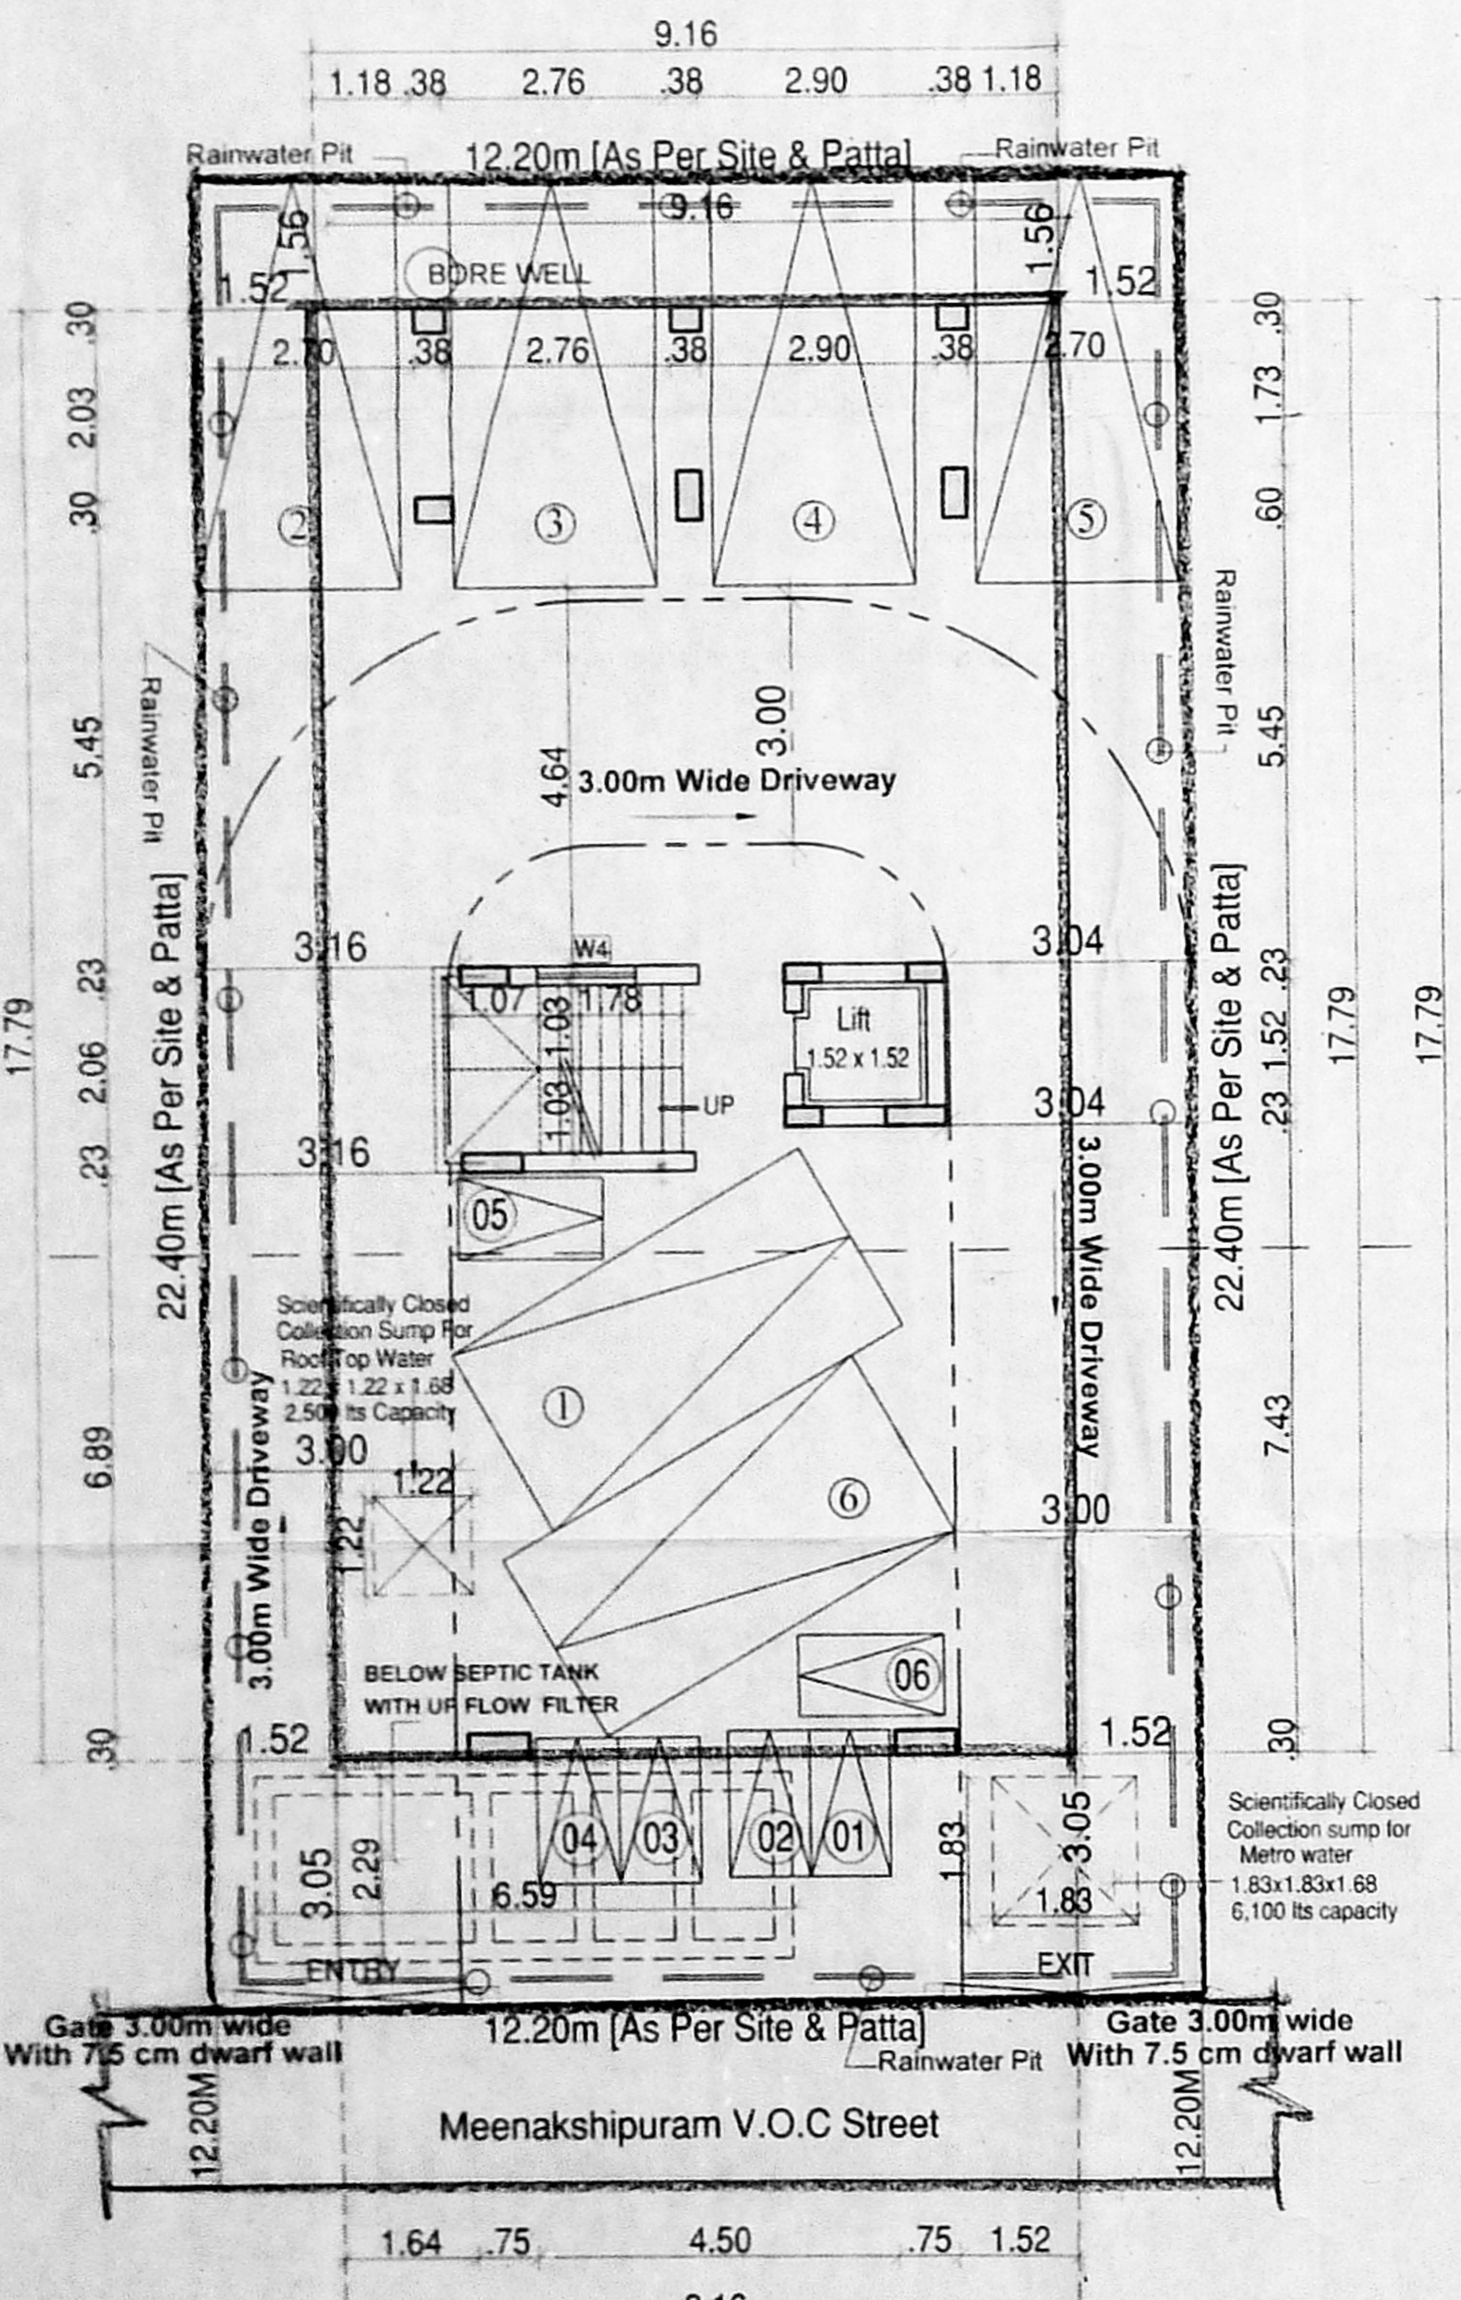 9.16
1.18 .38 2.76 .38 2.90 .38 1.18
Rainwater Pit
12.20m [As Per Site & Patta]
Rainwater Pit
9.16
1.56
1.56
BORE WELL
1.52
1.52
2.70 .38 2.76 .38 2.90 .38 2.70
.30
2.03
.30
5.45
.23
2.06
.23
6.89
.30
17.79
.30
1.73
.60
5.45
.23
1.52
.23
7.43
.30
17.79
17.79
2
3
4
5
Rainwater Pit
Rainwater Pit
3.00
4.64
3.00m Wide Driveway
22.40m [As Per Site & Patta]
22.40m [As Per Site & Patta]
3.16
W4
3.04
1.07 1.78
1.03
1.03
Lift
1.52 x 1.52
UP
3.16
3.04
05
3.00m Wide Driveway
Scientifically Closed
Collection Sump For
Roof Top Water
1.22 x 1.22 x 1.68
2,500 lts Capacity
1
3.00
1.22
1.22
6
3.00
3.00m Wide Driveway
BELOW SEPTIC TANK
WITH UP FLOW FILTER
06
1.52
1.52
04 03 02 01
3.05
2.29
6.59
1.83
3.05
1.83
Scientifically Closed
Collection sump for
Metro water
1.83x1.83x1.68
6,100 lts capacity
ENTRY
EXIT
Gate 3.00m wide
With 7.5 cm dwarf wall
12.20m [As Per Site & Patta]
Rainwater Pit
Gate 3.00m wide
With 7.5 cm dwarf wall
12.20M
12.20M
Meenakshipuram V.O.C Street
1.64 .75 4.50 .75 1.52